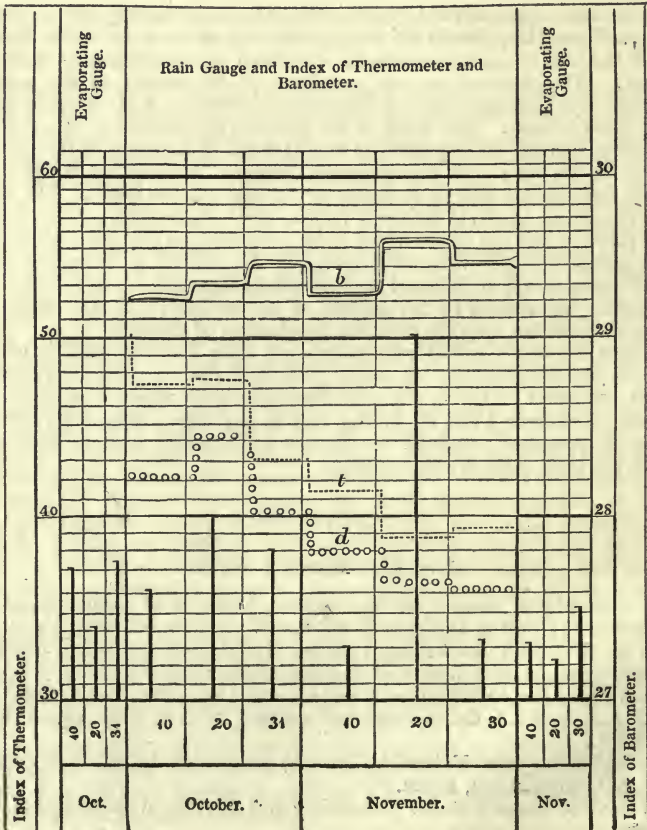 Evaporating
Gauge.
Rain Gauge and Index of Thermometer and
Barometer.
Evaporating
Gauge.
60
30
b
50
29
t
40
28
d
30
27
Index of Thermometer.
Index of Barometer.
10
20
31
10
20
31
10
20
30
10
20
30
Oct.
October.
November.
Nov.